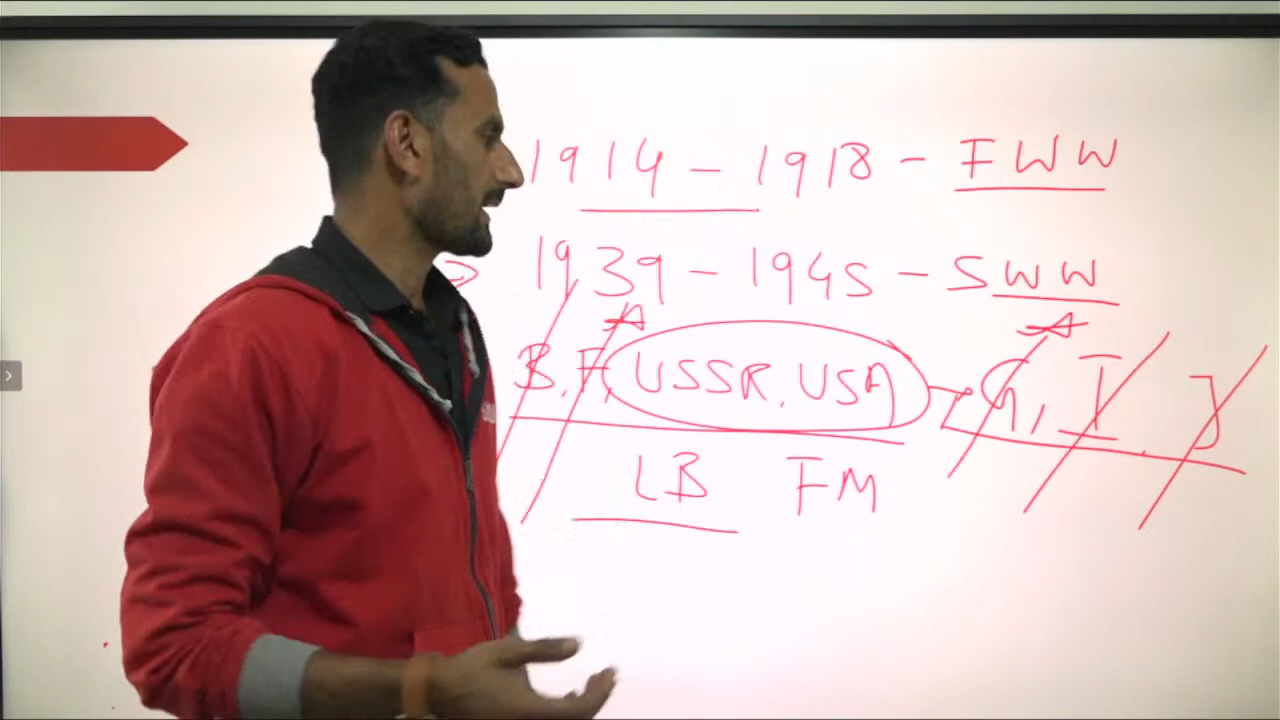 1914 - 1918 - FWW
1939 - 1945 - SWW
A A
B, F, USSR, USA G, I J
LB FM